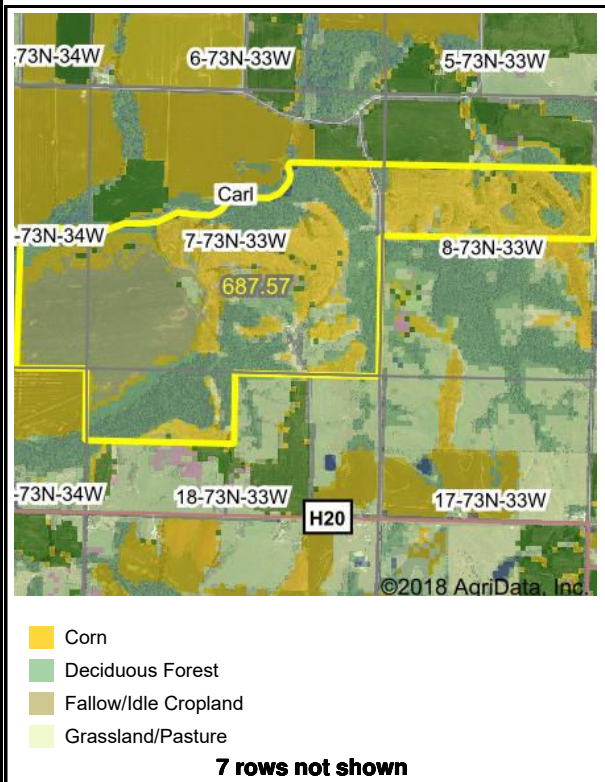 -73N-34W
6-73N-33W
5-73N-33W
Carl
-73N-34W
7-73N-33W
8-73N-33W
687.57
-73N-34W
18-73N-33W
17-73N-33W
H20
©2018 AgriData, Inc.
Corn
Deciduous Forest
Fallow/Idle Cropland
Grassland/Pasture
7 rows not shown